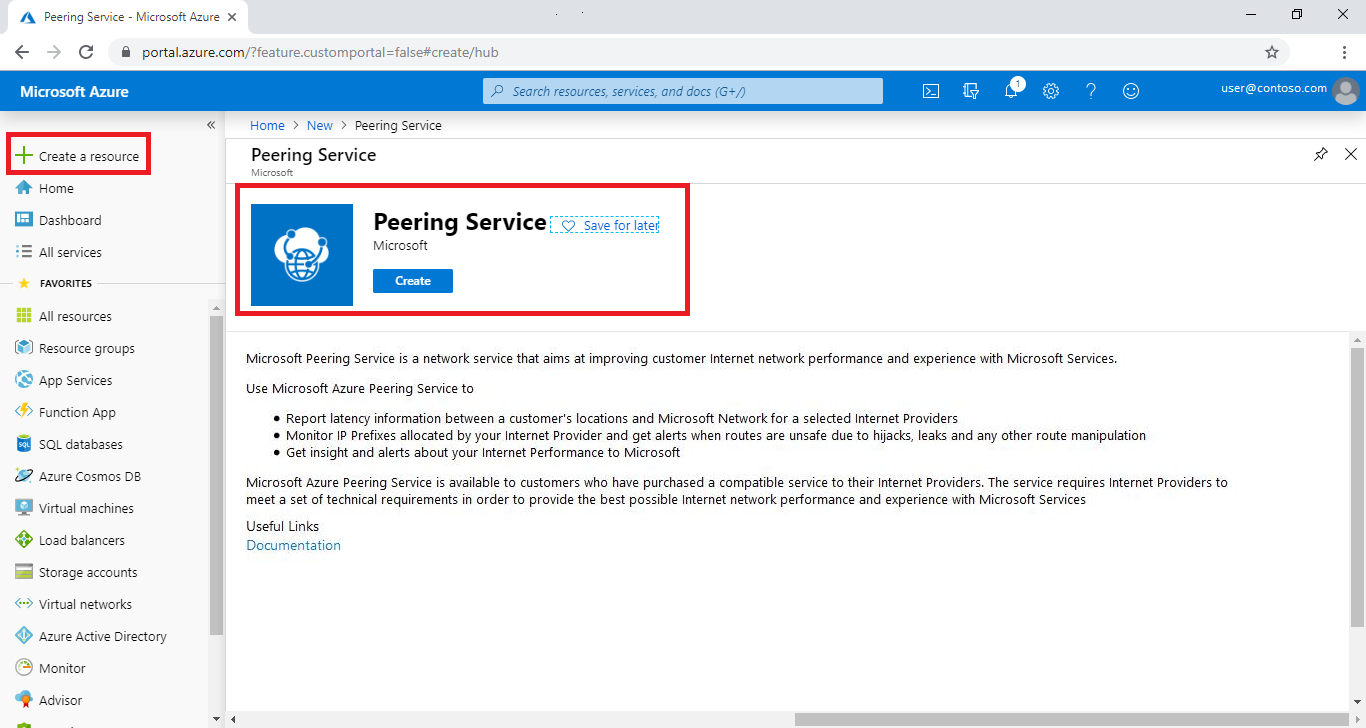 Peering Service - Microsoft Azure
portal.azure.com/?feature.customportal=false#create/hub
Microsoft Azure
Search resources, services, and docs (G+/)
1
user@contoso.com
Create a resource
Home
Dashboard
All services
FAVORITES
All resources
Resource groups
App Services
Function App
SQL
SQL databases
Azure Cosmos DB
Virtual machines
Load balancers
Storage accounts
Virtual networks
Azure Active Directory
Monitor
Advisor
Home > New > Peering Service
Peering Service
Microsoft
Peering Service
Save for later
Microsoft
Create
Microsoft Peering Service is a network service that aims at improving customer Internet network performance and experience with Microsoft Services.
Use Microsoft Azure Peering Service to
• Report latency information between a customer's locations and Microsoft Network for a selected Internet Providers
• Monitor IP Prefixes allocated by your Internet Provider and get alerts when routes are unsafe due to hijacks, leaks and any other route manipulation
• Get insight and alerts about your Internet Performance to Microsoft
Microsoft Azure Peering Service is available to customers who have purchased a compatible service to their Internet Providers. The service requires Internet Providers to
meet a set of technical requirements in order to provide the best possible Internet network performance and experience with Microsoft Services
Useful Links
Documentation